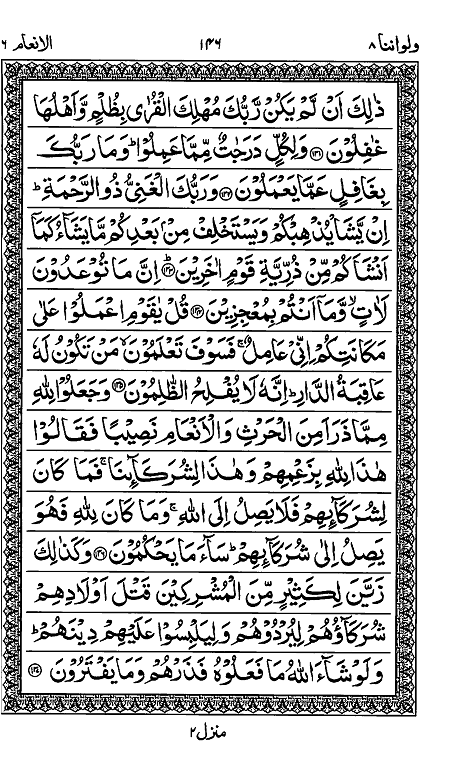 ولواننا ٨ ١٤٦ الانعام ٦
ذٰلِكَ اَنْ لَّمْ يَكُنْ رَّبُّكَ مُهْلِكَ الْقُرٰى بِظُلْمٍ وَّاَهْلُهَا
غٰفِلُوْنَ ﴿۱۳۱﴾ وَلِكُلٍّ دَرَجٰتٌ مِّمَّا عَمِلُوْا ؕ وَمَا رَبُّكَ
بِغَافِلٍ عَمَّا يَعْمَلُوْنَ ﴿۱۳۲﴾ وَرَبُّكَ الْغَنِىُّ ذُو الرَّحْمَةِ ؕ
اِنْ يَّشَاْ يُذْهِبْكُمْ وَيَسْتَخْلِفْ مِنْۢ بَعْدِكُمْ مَّا يَشَآءُ كَمَاۤ
اَنْشَاَكُمْ مِّنْ ذُرِّيَّةِ قَوْمٍ اٰخَرِيْنَ ؕ ﴿۱۳۳﴾ اِنَّ مَا تُوْعَدُوْنَ
لَاٰتٍ ۙ وَّمَاۤ اَنْتُمْ بِمُعْجِزِيْنَ ﴿۱۳۴﴾ قُلْ يٰقَوْمِ اعْمَلُوْا عَلٰى
مَكَانَتِكُمْ اِنِّىْ عَامِلٌ ۚ فَسَوْفَ تَعْلَمُوْنَ ۙ مَنْ تَكُوْنُ لَهٗ
عَاقِبَةُ الدَّارِ ؕ اِنَّهٗ لَا يُفْلِحُ الظّٰلِمُوْنَ ﴿۱۳۵﴾ وَجَعَلُوْا لِلّٰهِ
مِمَّا ذَرَاَ مِنَ الْحَرْثِ وَالْاَنْعَامِ نَصِيْبًا فَقَالُوْا
هٰذَا لِلّٰهِ بِزَعْمِهِمْ وَهٰذَا لِشُرَكَآئِنَا ۚ فَمَا كَانَ
لِشُرَكَآئِهِمْ فَلَا يَصِلُ اِلَى اللّٰهِ ۚ وَمَا كَانَ لِلّٰهِ فَهُوَ
يَصِلُ اِلٰى شُرَكَآئِهِمْ ؕ سَآءَ مَا يَحْكُمُوْنَ ﴿۱۳۶﴾ وَكَذٰلِكَ
زَيَّنَ لِكَثِيْرٍ مِّنَ الْمُشْرِكِيْنَ قَتْلَ اَوْلَادِهِمْ
شُرَكَآؤُهُمْ لِيُرْدُوْهُمْ وَلِيَلْبِسُوْا عَلَيْهِمْ دِيْنَهُمْ ؕ
وَلَوْ شَآءَ اللّٰهُ مَا فَعَلُوْهُ فَذَرْهُمْ وَمَا يَفْتَرُوْنَ ﴿۱۳۷﴾
منزل ٢